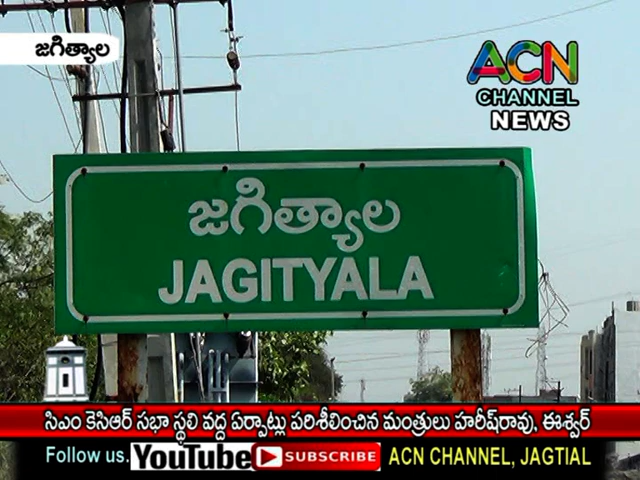 జగిత్యాల
ACN
CHANNEL
NEWS
జగిత్యాల
JAGITYALA
సిఎం కెసిఆర్ సభా స్థలి వద్ద ఏర్పాట్లు పరిశీలించిన మంత్రులు హరీష్‌రావు, ఈశ్వర్
Follow us. YouTube SUBSCRIBE ACN CHANNEL, JAGTIAL